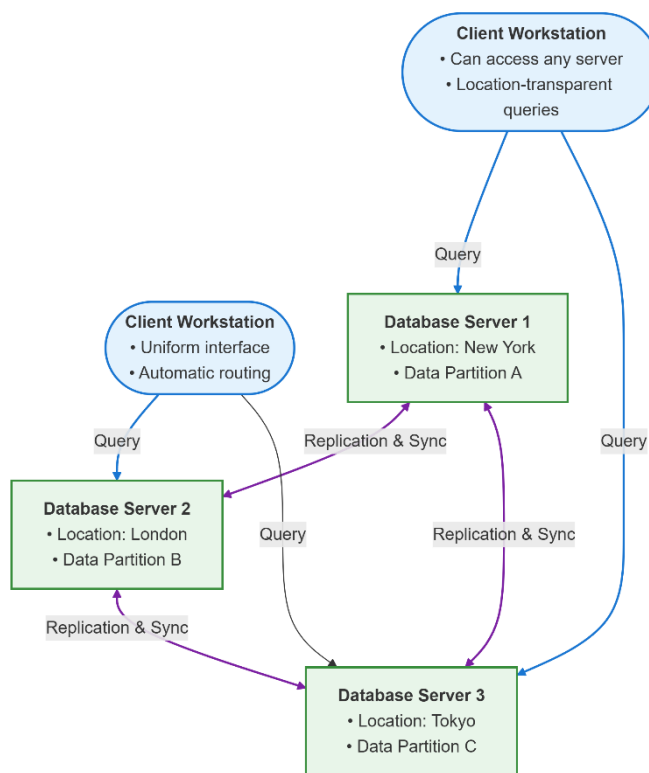 Client Workstation
• Can access any server
• Location-transparent
queries
Query
Database Server 1
• Location: New York
• Data Partition A
Client Workstation
• Uniform interface
• Automatic routing
Query
Replication & Sync
Query
Database Server 2
• Location: London
• Data Partition B
Query
Replication & Sync
Replication & Sync
Database Server 3
• Location: Tokyo
• Data Partition C